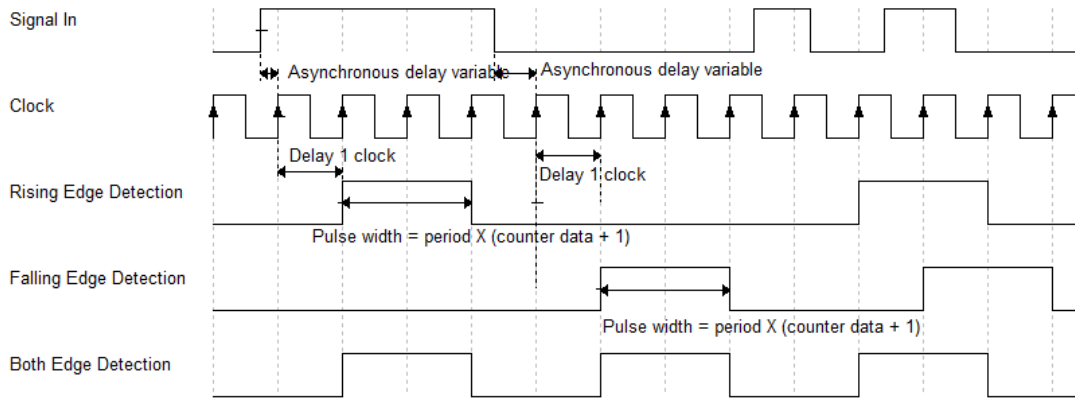 Signal In
Asynchronous delay variable
Asynchronous delay variable
Clock
Delay 1 clock
Delay 1 clock
Rising Edge Detection
Pulse width = period X (counter data + 1)
Falling Edge Detection
Pulse width = period X (counter data + 1)
Both Edge Detection